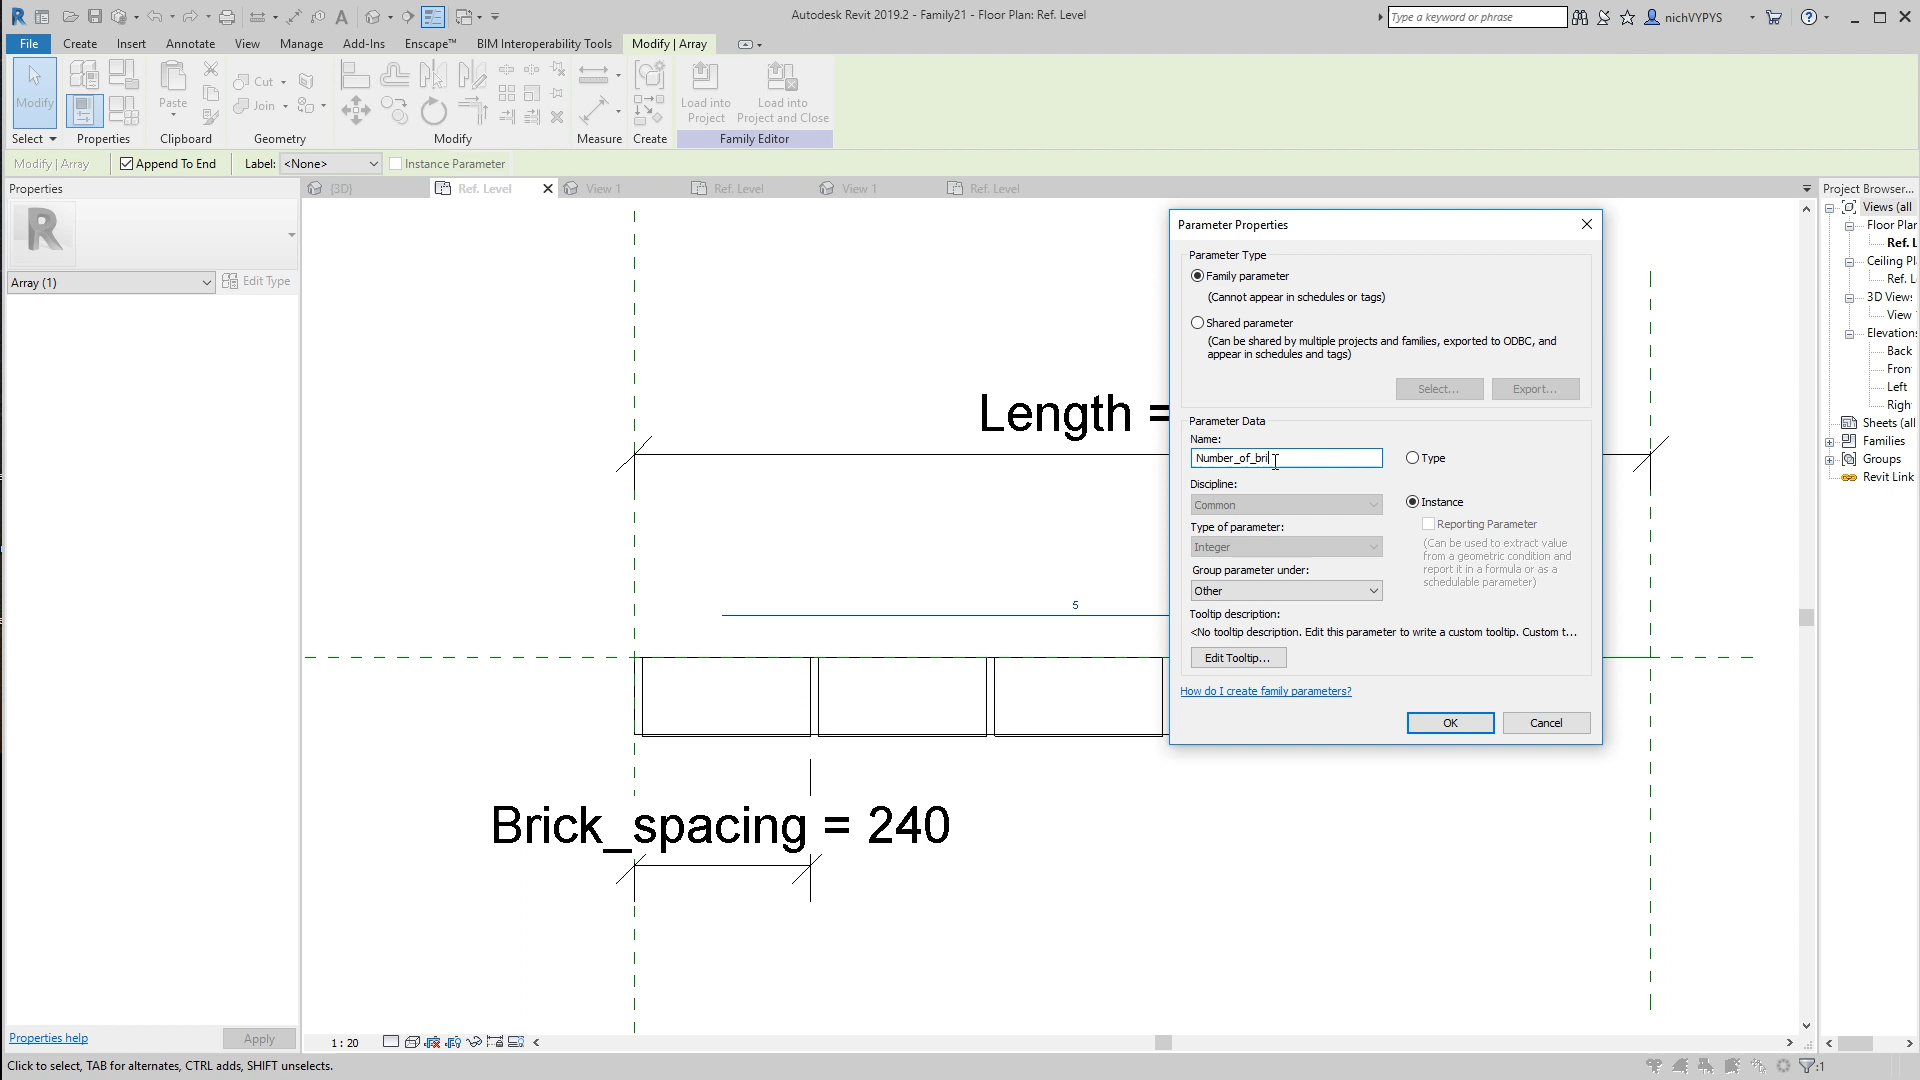 Autodesk Revit 2019.2 - Family21 - Floor Plan: Ref. Level
Type a keyword or phrase
nichVYPYS
File Create Insert Annotate View Manage Add-Ins Enscape™ BIM Interoperability Tools Modify | Array
Modify
Paste
Cut
Join
Load into Project
Load into Project and Close
Select Properties Clipboard Geometry Modify Measure Create Family Editor
Modify | Array Append To End Label: <None> Instance Parameter
Properties
(3D) Ref. Level View 1 Ref. Level View 1 Ref. Level
Project Browser...
Array (1)
Edit Type
Views (all
Floor Plar
Ref. L
Ceiling Pl
Ref. L
3D Views
View
Elevations
Back
Fron
Left
Righ
Sheets (all
Families
Groups
Revit Link
Length =
5
Brick_spacing = 240
Parameter Properties
Parameter Type
Family parameter
(Cannot appear in schedules or tags)
Shared parameter
(Can be shared by multiple projects and families, exported to ODBC, and
appear in schedules and tags)
Select... Export...
Parameter Data
Name:
Number_of_bri
Type
Discipline:
Common
Instance
Reporting Parameter
Type of parameter:
Integer
(Can be used to extract value
from a geometric condition and
report it in a formula or as a
schedulable parameter)
Group parameter under:
Other
Tooltip description:
<No tooltip description. Edit this parameter to write a custom tooltip. Custom t...
Edit Tooltip...
How do I create family parameters?
OK Cancel
Properties help
Apply
1 : 20
Click to select, TAB for alternates, CTRL adds, SHIFT unselects.
:1